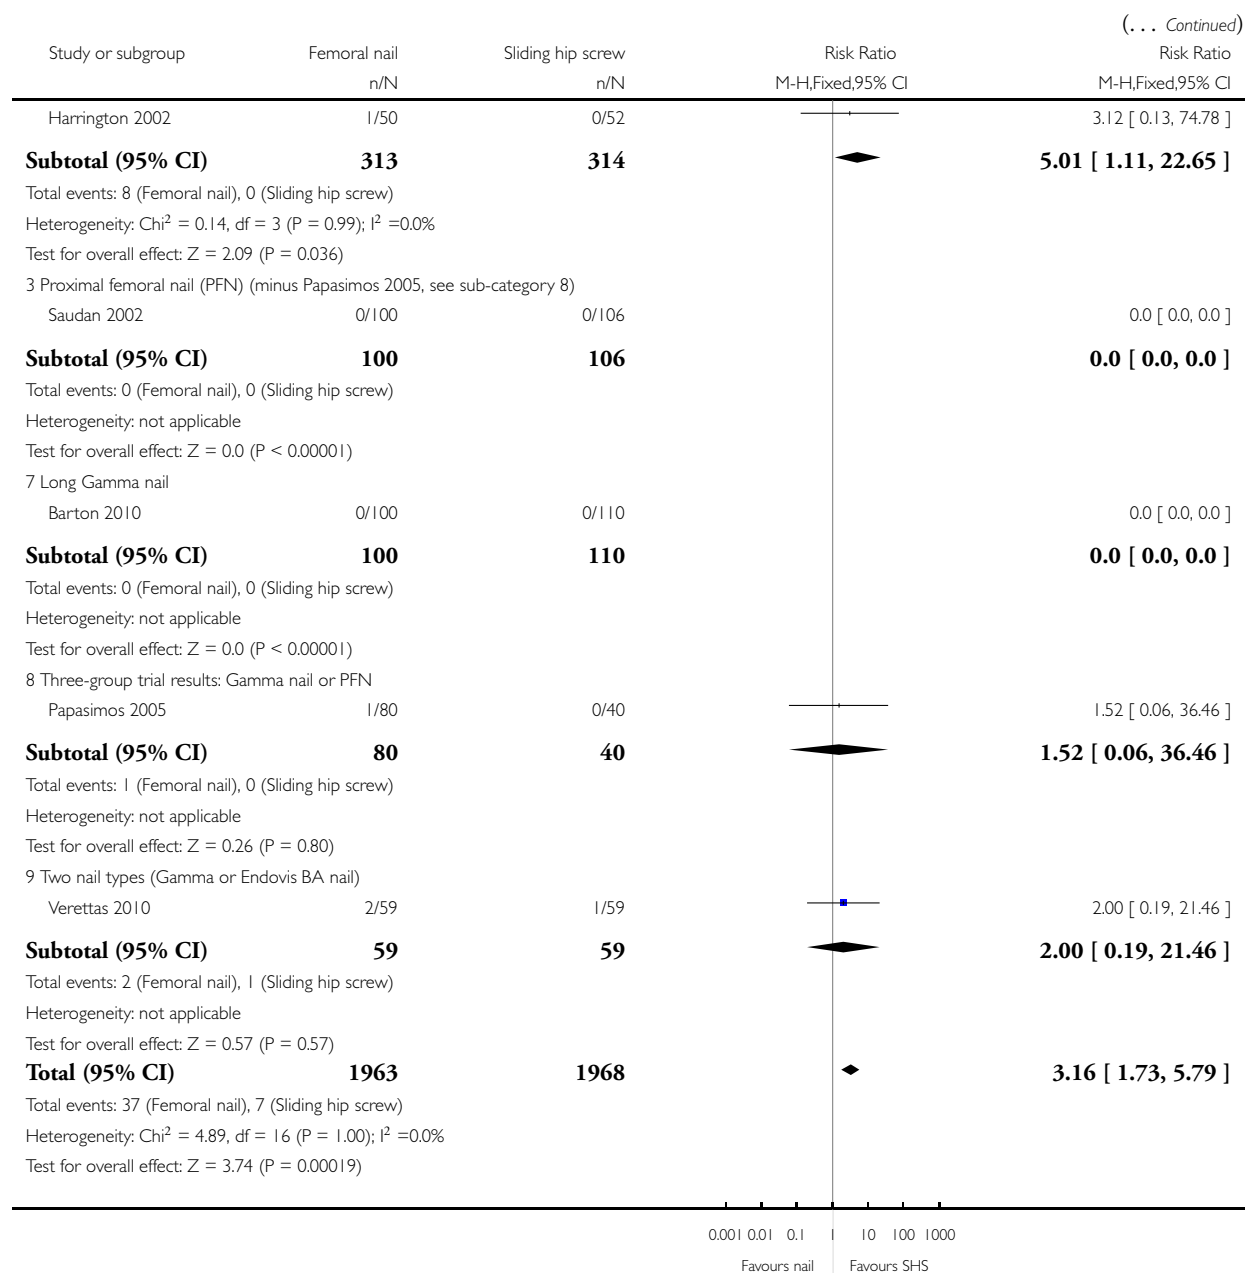 (... Continued)
Study or subgroup Femoral nail Sliding hip screw Risk Ratio Risk Ratio
n/N n/N M-H,Fixed,95% CI M-H,Fixed,95% CI
Harrington 2002 1/50 0/52 3.12 [ 0.13, 74.78 ]
Subtotal (95% CI) 313 314 5.01 [ 1.11, 22.65 ]
Total events: 8 (Femoral nail), 0 (Sliding hip screw)
Heterogeneity: Chi² = 0.14, df = 3 (P = 0.99); I² =0.0%
Test for overall effect: Z = 2.09 (P = 0.036)
3 Proximal femoral nail (PFN) (minus Papasimos 2005, see sub-category 8)
Saudan 2002 0/100 0/106 0.0 [ 0.0, 0.0 ]
Subtotal (95% CI) 100 106 0.0 [ 0.0, 0.0 ]
Total events: 0 (Femoral nail), 0 (Sliding hip screw)
Heterogeneity: not applicable
Test for overall effect: Z = 0.0 (P < 0.00001)
7 Long Gamma nail
Barton 2010 0/100 0/110 0.0 [ 0.0, 0.0 ]
Subtotal (95% CI) 100 110 0.0 [ 0.0, 0.0 ]
Total events: 0 (Femoral nail), 0 (Sliding hip screw)
Heterogeneity: not applicable
Test for overall effect: Z = 0.0 (P < 0.00001)
8 Three-group trial results: Gamma nail or PFN
Papasimos 2005 1/80 0/40 1.52 [ 0.06, 36.46 ]
Subtotal (95% CI) 80 40 1.52 [ 0.06, 36.46 ]
Total events: 1 (Femoral nail), 0 (Sliding hip screw)
Heterogeneity: not applicable
Test for overall effect: Z = 0.26 (P = 0.80)
9 Two nail types (Gamma or Endovis BA nail)
Verettas 2010 2/59 1/59 2.00 [ 0.19, 21.46 ]
Subtotal (95% CI) 59 59 2.00 [ 0.19, 21.46 ]
Total events: 2 (Femoral nail), 1 (Sliding hip screw)
Heterogeneity: not applicable
Test for overall effect: Z = 0.57 (P = 0.57)
Total (95% CI) 1963 1968 3.16 [ 1.73, 5.79 ]
Total events: 37 (Femoral nail), 7 (Sliding hip screw)
Heterogeneity: Chi² = 4.89, df = 16 (P = 1.00); I² =0.0%
Test for overall effect: Z = 3.74 (P = 0.00019)
0.001 0.01 0.1 1 10 100 1000
Favours nail Favours SHS